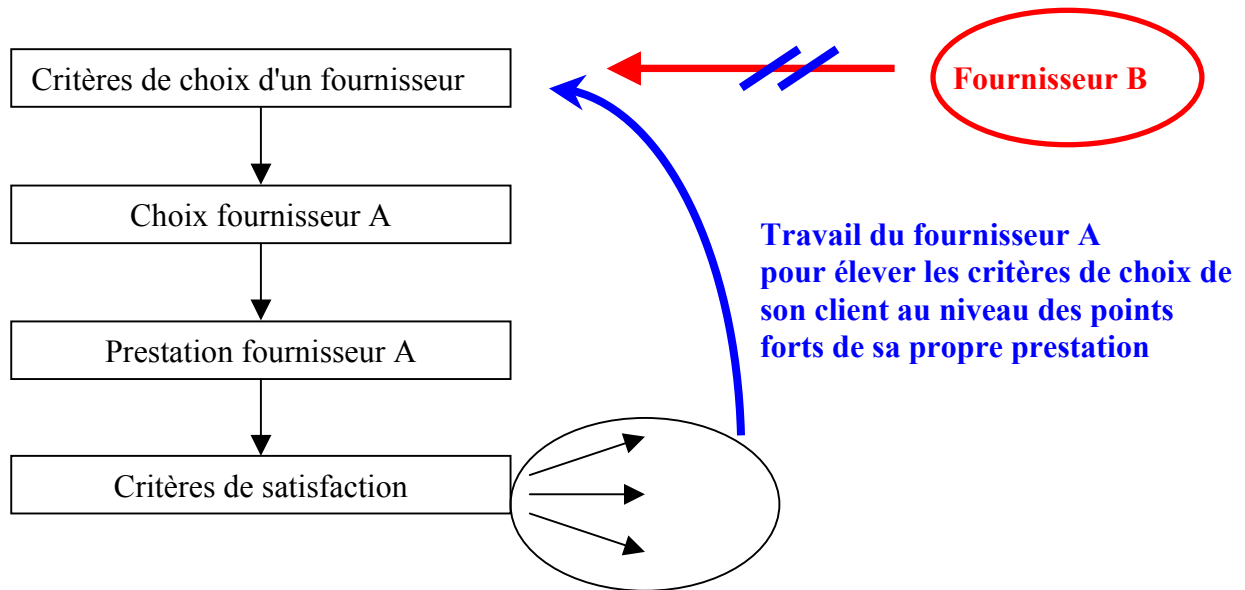 Critères de choix d'un fournisseur
Fournisseur B
Choix fournisseur A
Travail du fournisseur A
pour élever les critères de choix de
son client au niveau des points
forts de sa propre prestation
Prestation fournisseur A
Critères de satisfaction